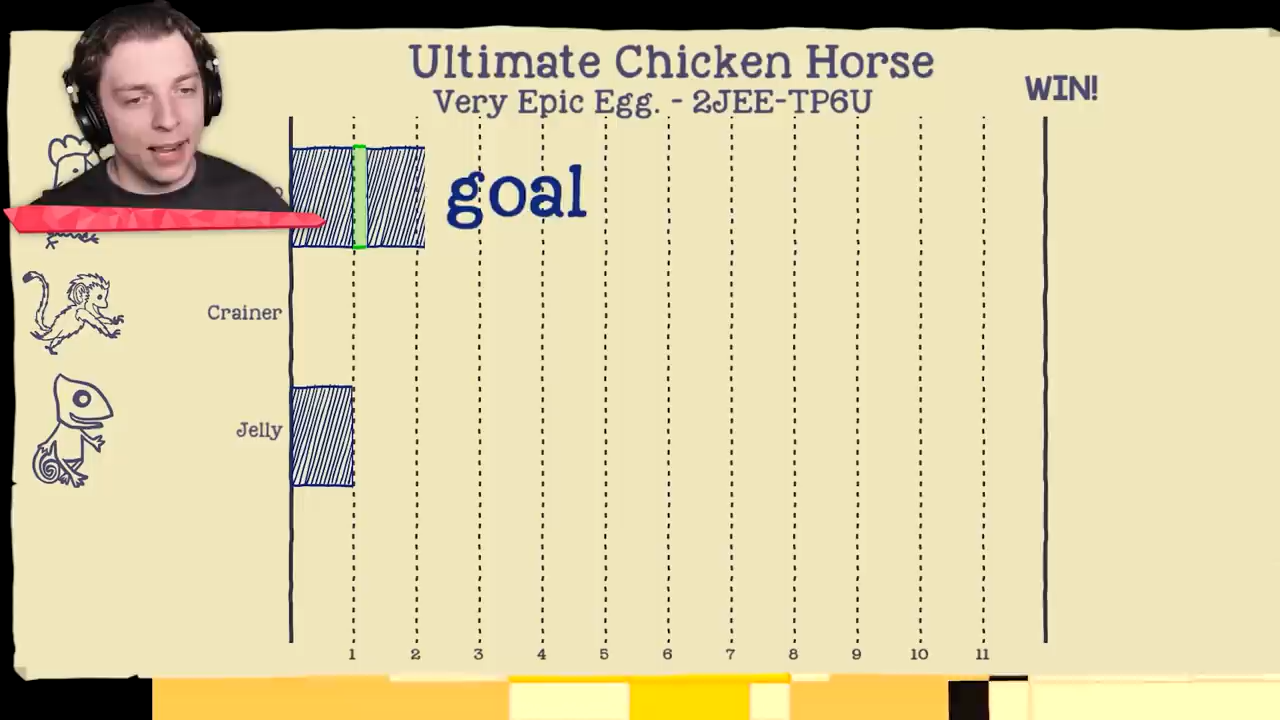 Ultimate Chicken Horse
Very Epic Egg. - 2JEE-TP6U
WIN!
goal
Crainer
Jelly
1 2 3 4 5 6 7 8 9 10 11